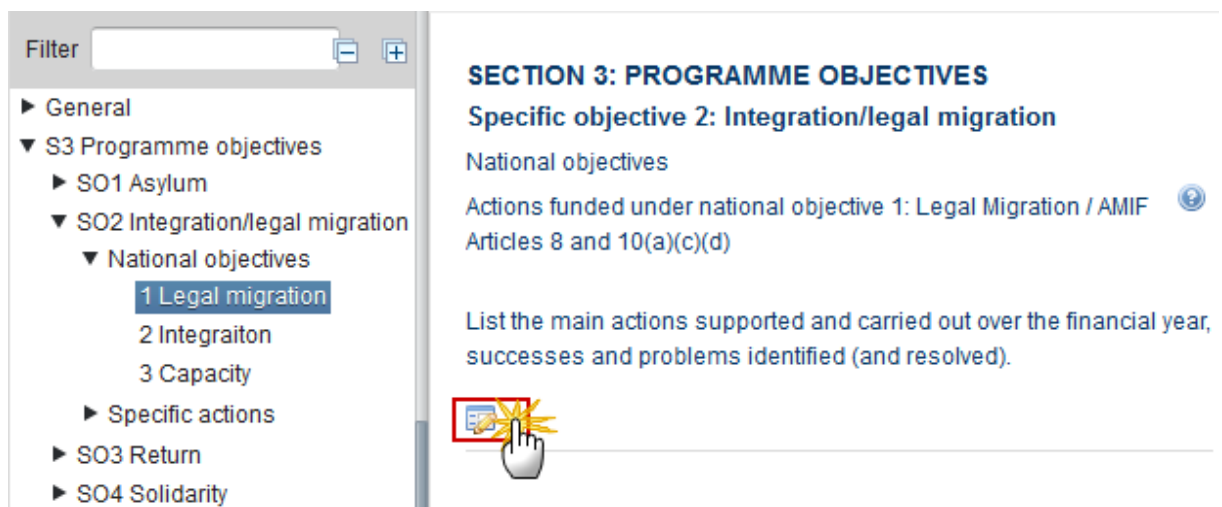 Filter
General
S3 Programme objectives
SO1 Asylum
SO2 Integration/legal migration
National objectives
1 Legal migration
2 Integraiton
3 Capacity
Specific actions
SO3 Return
SO4 Solidarity
SECTION 3: PROGRAMME OBJECTIVES
Specific objective 2: Integration/legal migration
National objectives
Actions funded under national objective 1: Legal Migration / AMIF
Articles 8 and 10(a)(c)(d)
List the main actions supported and carried out over the financial year,
successes and problems identified (and resolved).